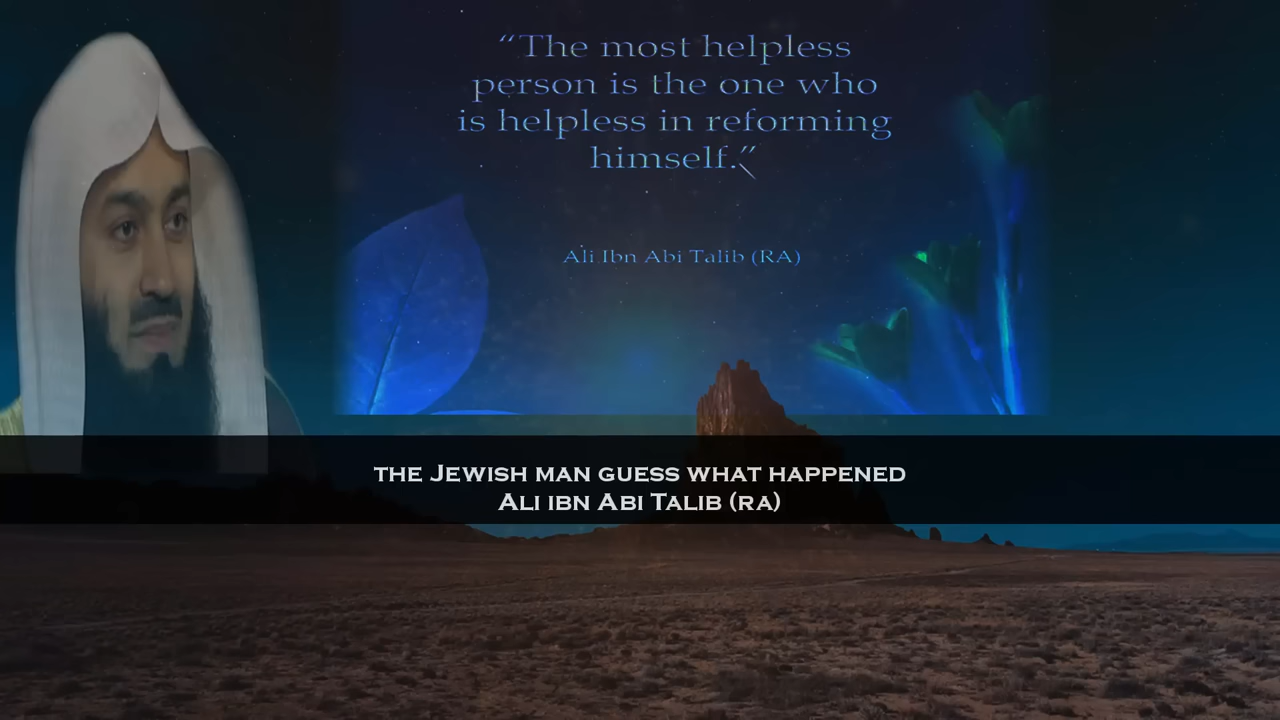 “The most helpless
person is the one who
is helpless in reforming
himself.”
Ali Ibn Abi Talib (RA)
the Jewish man guess what happened
Ali ibn Abi Talib (ra)